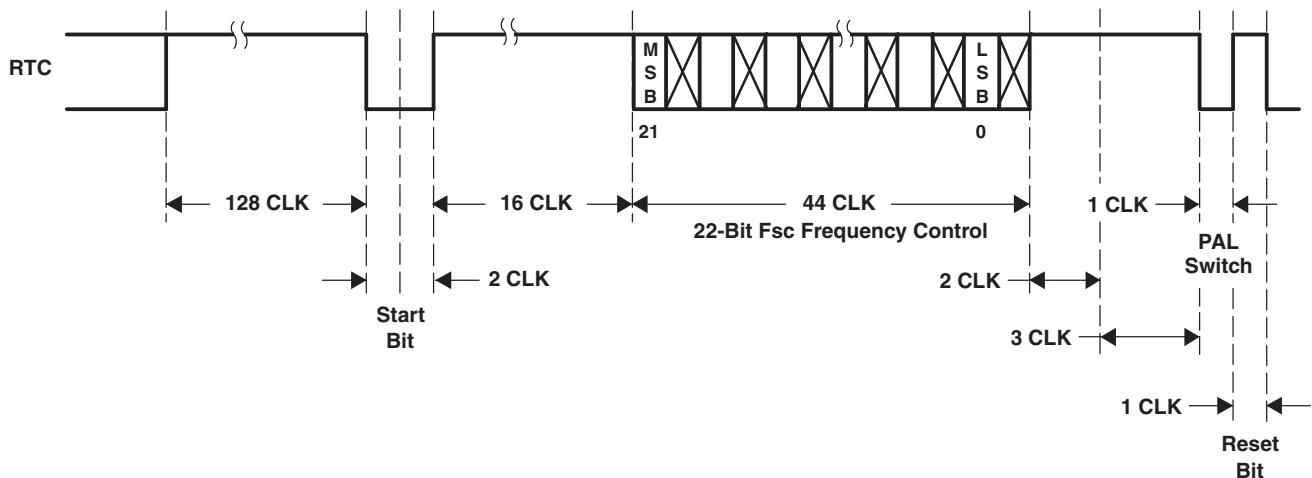 RTC
M
S
B
L
S
B
21
0
128 CLK
16 CLK
44 CLK
1 CLK
22-Bit Fsc Frequency Control
PAL
Switch
2 CLK
2 CLK
Start
Bit
3 CLK
1 CLK
Reset
Bit